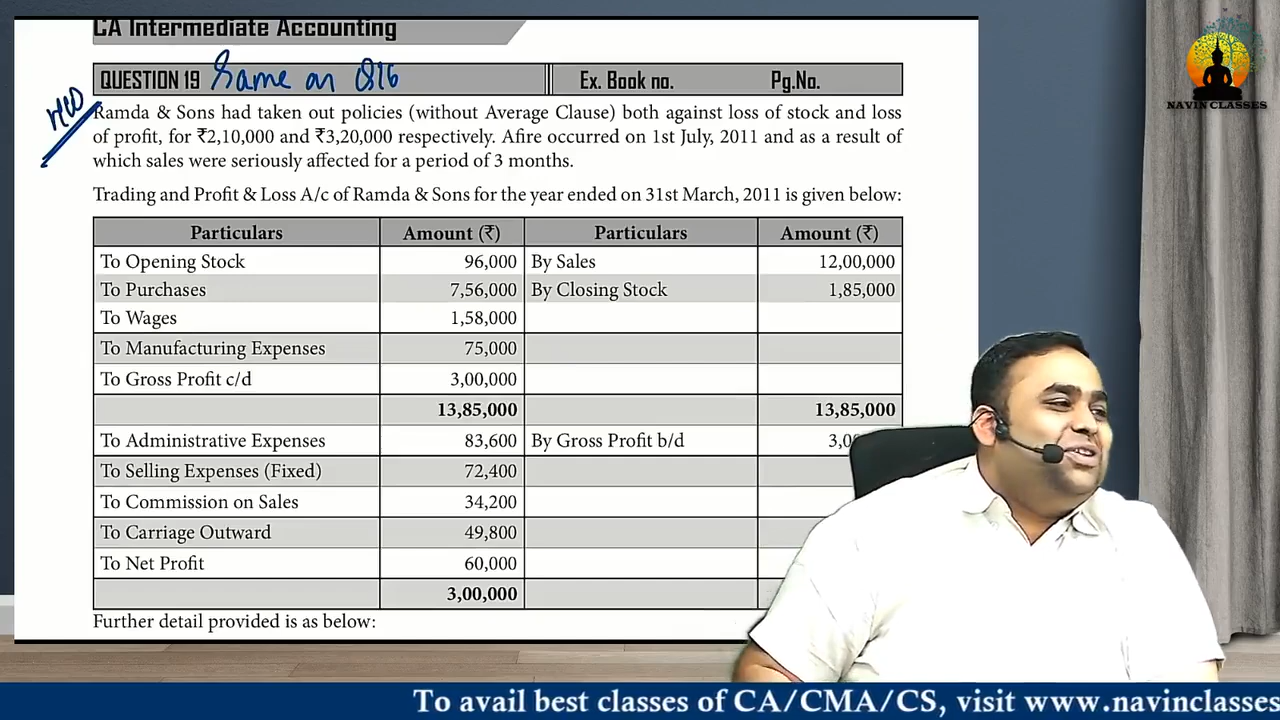 CA Intermediate Accounting
QUESTION 19 Same as Q16 Ex. Book no. Pg.No.
HW
Ramda & Sons had taken out policies (without Average Clause) both against loss of stock and loss
of profit, for ₹2,10,000 and ₹3,20,000 respectively. Afire occurred on 1st July, 2011 and as a result of
which sales were seriously affected for a period of 3 months.
Trading and Profit & Loss A/c of Ramda & Sons for the year ended on 31st March, 2011 is given below:
Particulars Amount (₹) Particulars Amount (₹)
To Opening Stock 96,000 By Sales 12,00,000
To Purchases 7,56,000 By Closing Stock 1,85,000
To Wages 1,58,000
To Manufacturing Expenses 75,000
To Gross Profit c/d 3,00,000
13,85,000 13,85,000
To Administrative Expenses 83,600 By Gross Profit b/d
To Selling Expenses (Fixed) 72,400
To Commission on Sales 34,200
To Carriage Outward 49,800
To Net Profit 60,000
3,00,000
Further detail provided is as below:
NAVIN CLASSES
To avail best classes of CA/CMA/CS, visit www.navinclasses